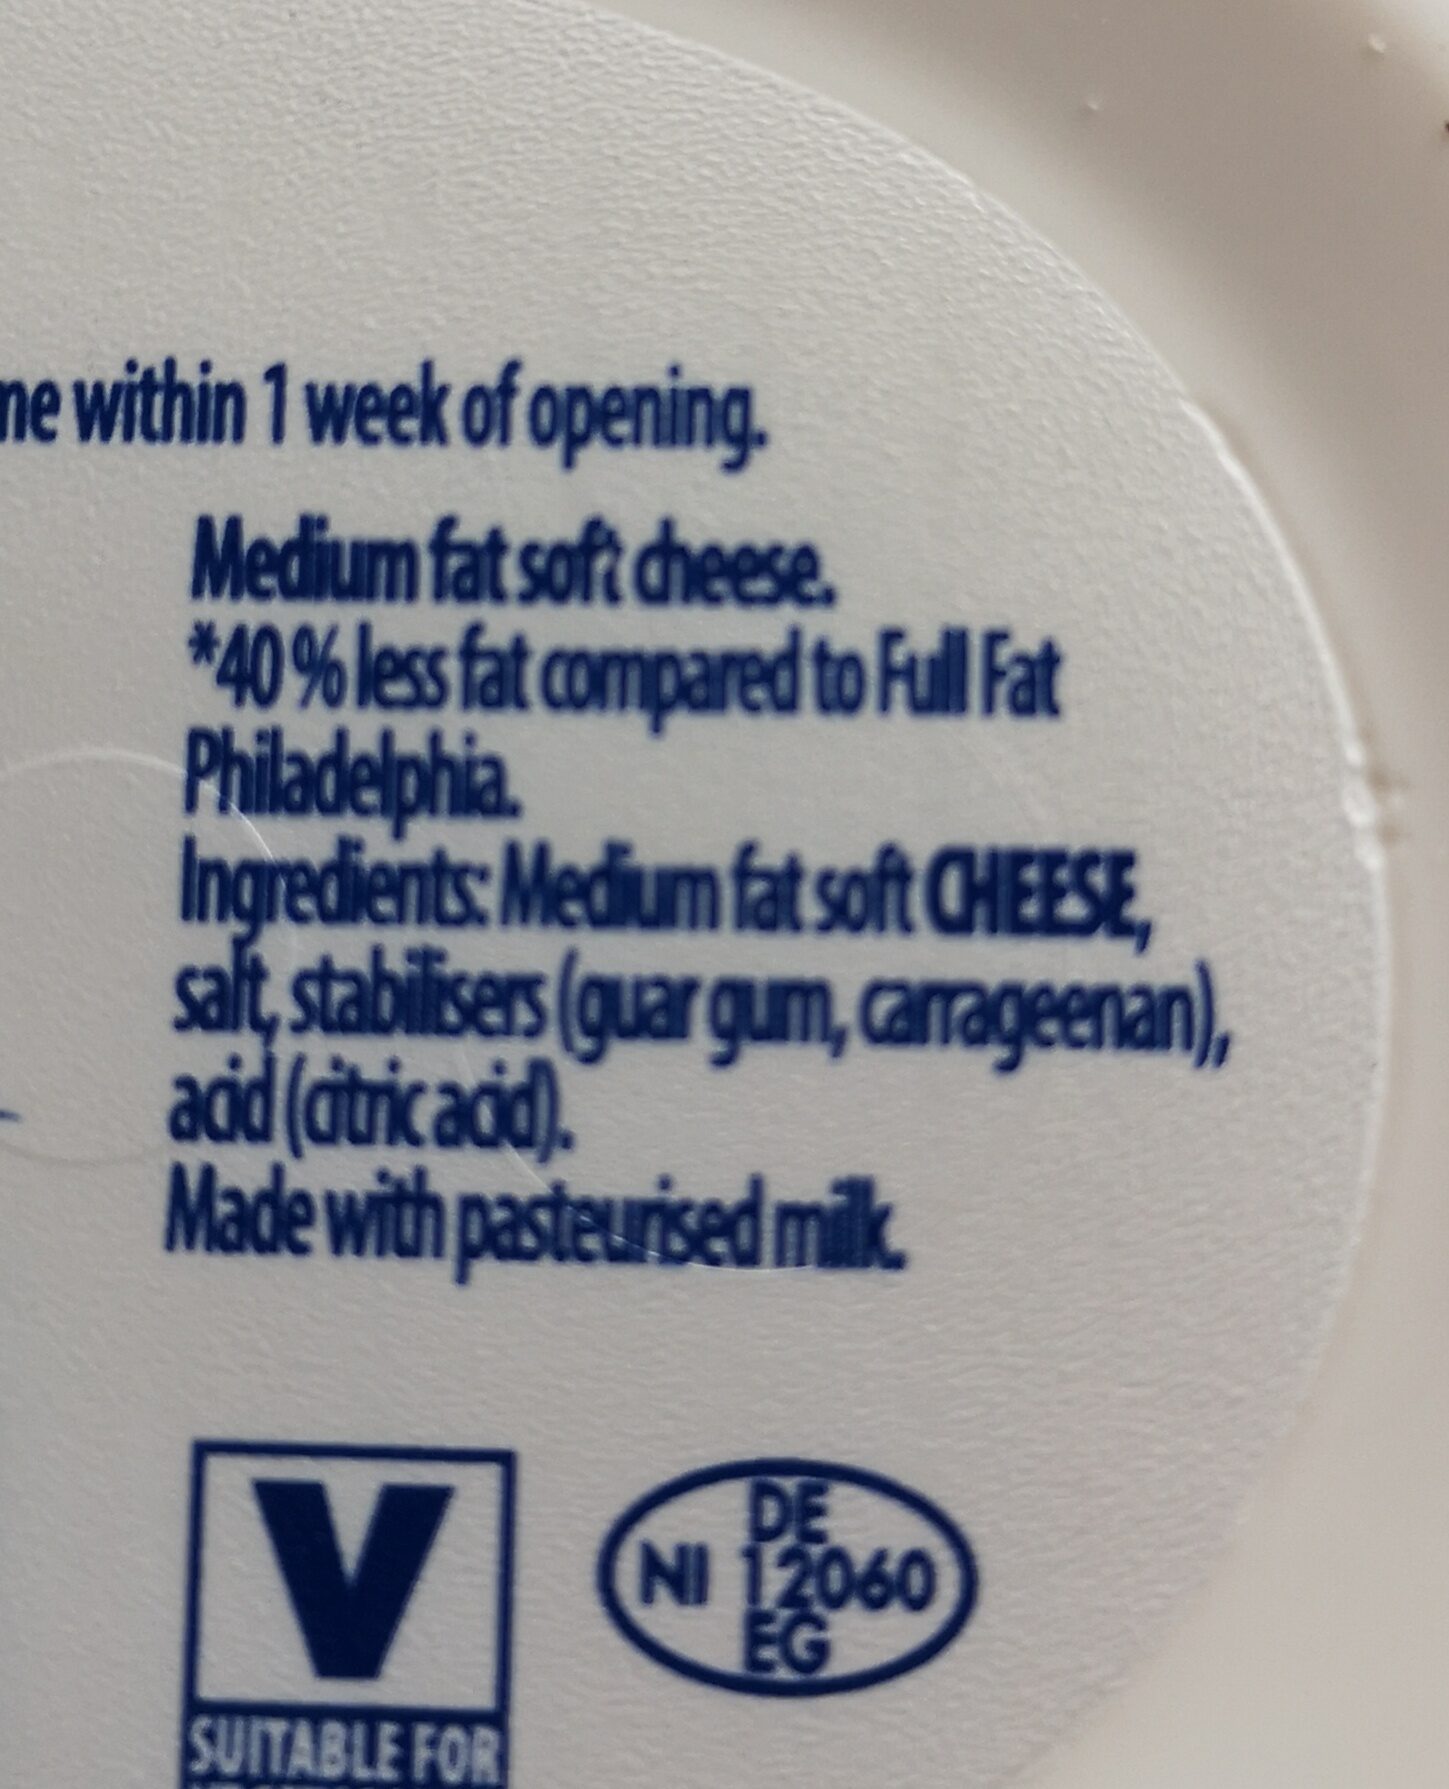 me within 1 week of opening.
Medium fat soft cheese.
*40% less fat compared to Full Fat
Philadelphia.
Ingredients: Medium fat soft CHEESE,
salt, stabilisers (guar gum, carrageenan),
acid (citric acid).
Made with pasteurised milk.
V
SUITABLE FOR
DE
NI 12060
EG